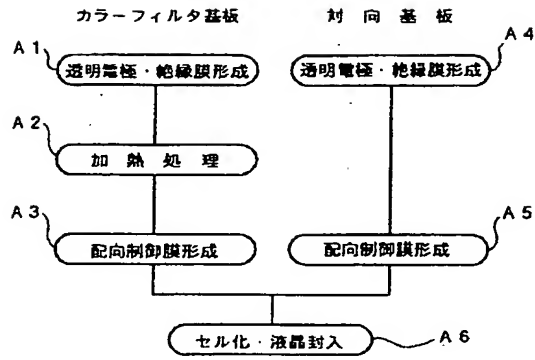 カラーフィルタ基板
対向基板
A1
透明電極・絶縁膜形成
A4
透明電極・絶縁膜形成
A2
加熱処理
A3
配向制御膜形成
A5
配向制御膜形成
セル化・液晶封入
A6